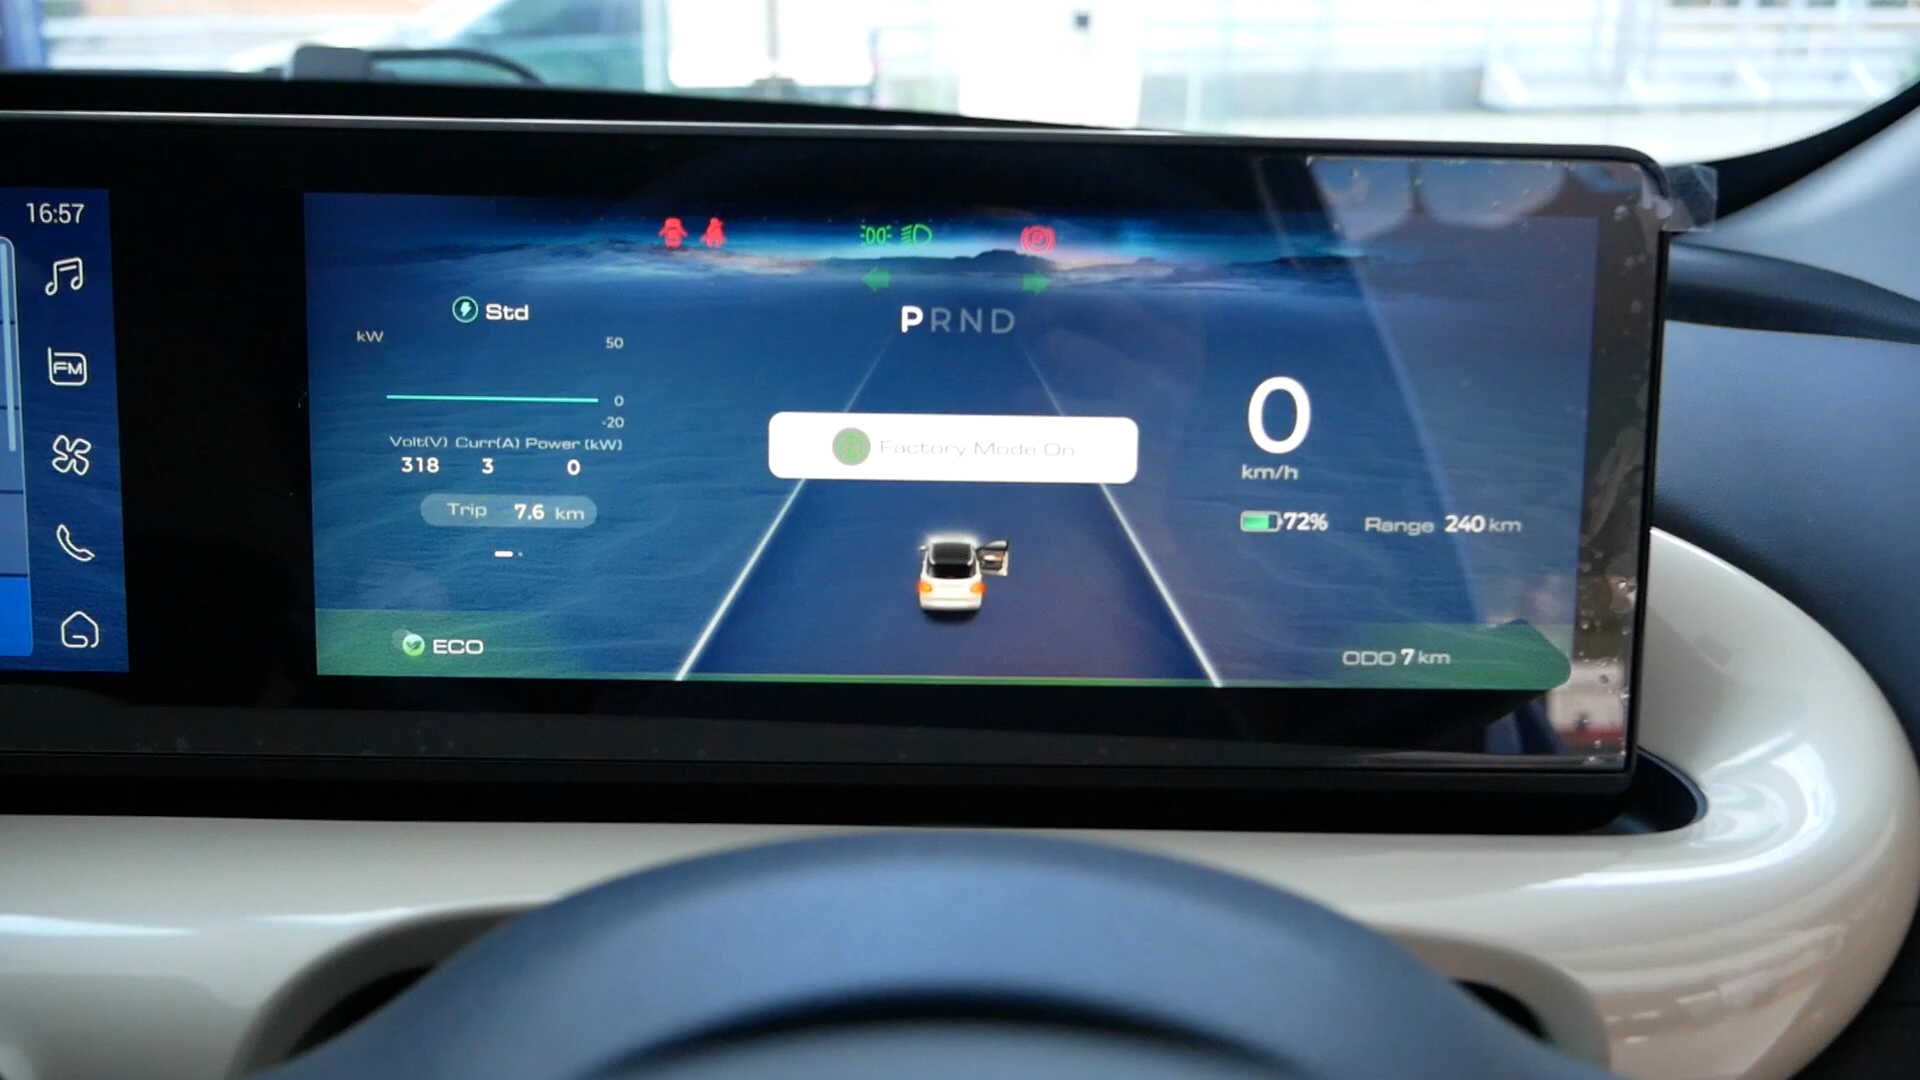 16:57
FM
Std
kW
50
0
-20
Volt(V) Curr(A) Power (kW)
318 3 0
Trip 7.6 km
ECO
P
PRND
Factory Mode On
0
km/h
72%
Range 240 km
ODO 7 km